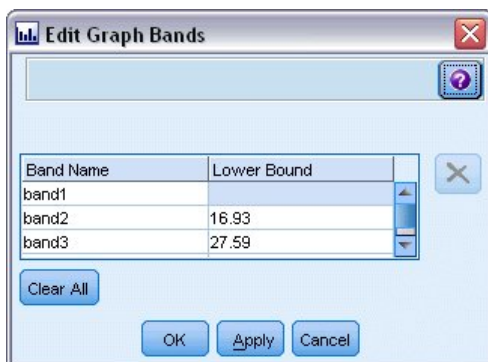 Edit Graph Bands
?
Band Name Lower Bound
band1
band2 16.93
band3 27.59
Clear All
OK Apply Cancel